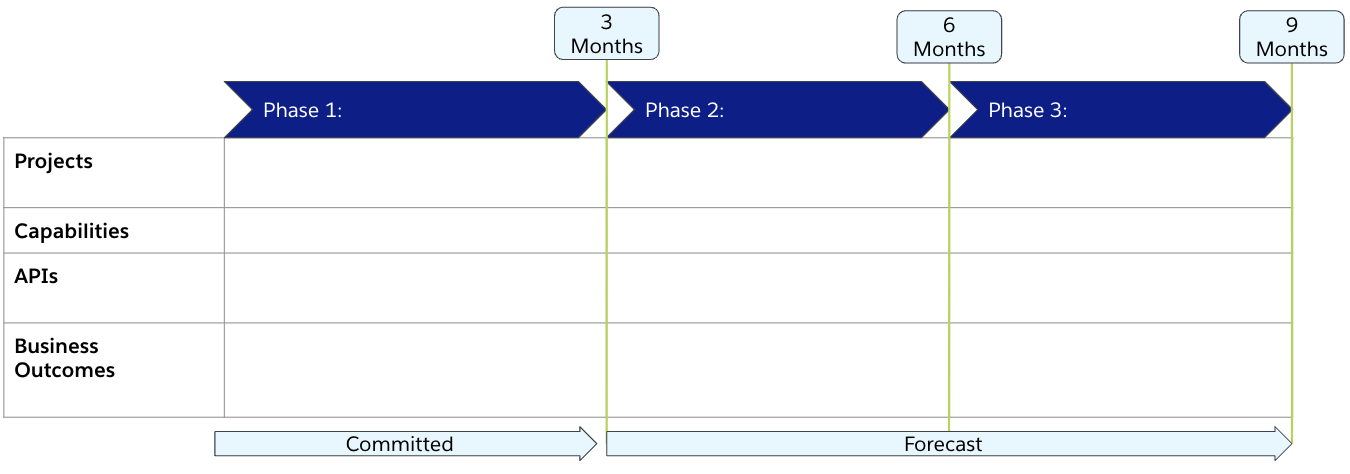 3
Months
6
Months
9
Months
Phase 1:
Phase 2:
Phase 3:
Projects
Capabilities
APIs
Business
Outcomes
Committed
Forecast